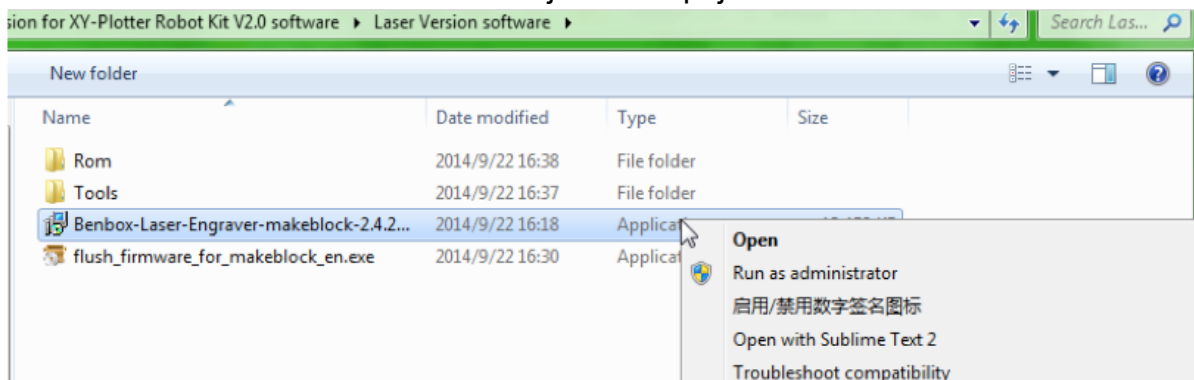 sion for XY-Plotter Robot Kit V2.0 software ▸ Laser Version software ▸ Search Las...
New folder
Name Date modified Type Size
Rom 2014/9/22 16:38 File folder
Tools 2014/9/22 16:37 File folder
Benbox-Laser-Engraver-makeblock-2.4.2... 2014/9/22 16:18 Applicat
flush_firmware_for_makeblock_en.exe 2014/9/22 16:30 Applicat
Open
Run as administrator
启用/禁用数字签名图标
Open with Sublime Text 2
Troubleshoot compatibility